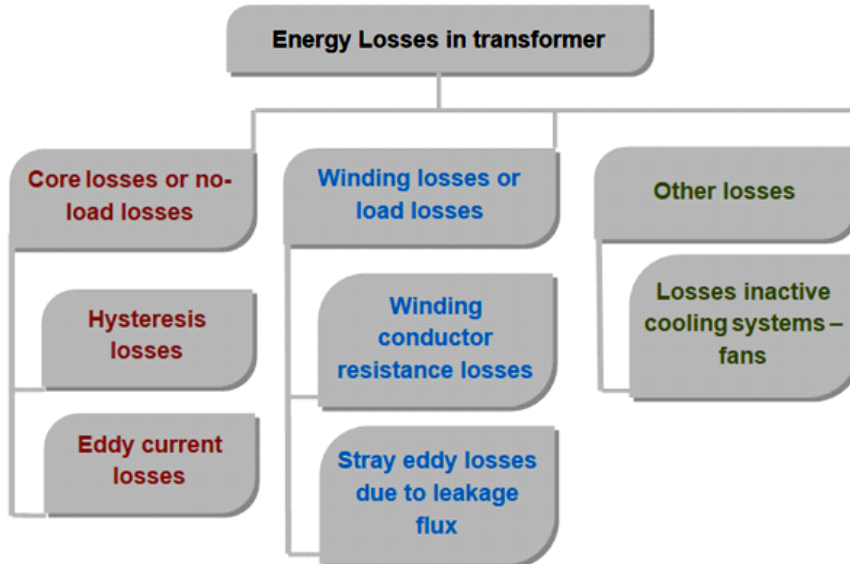 Energy Losses in transformer
Core losses or no-
load losses
Winding losses or
load losses
Other losses
Hysteresis
losses
Eddy current
losses
Winding
conductor
resistance losses
Stray eddy losses
due to leakage
flux
Losses inactive
cooling systems –
fans